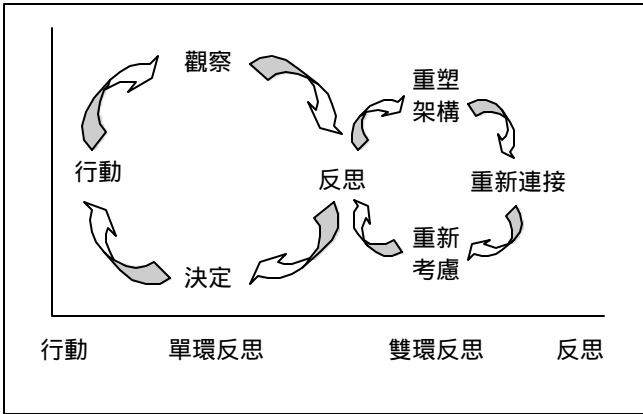 觀察
重塑
架構
行動
反思
重新連接
重新
考慮
決定
行動 單環反思 雙環反思 反思